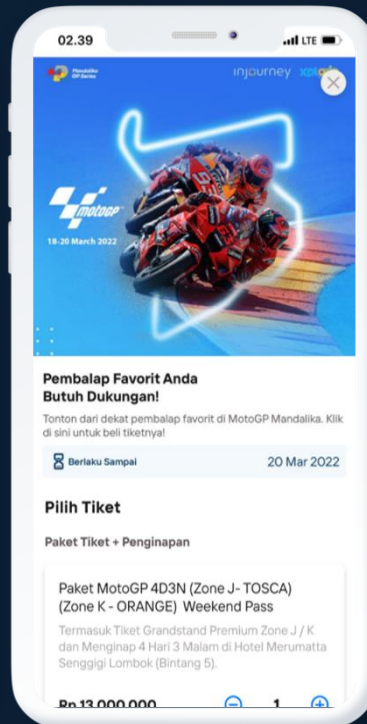 02.39
LTE
Mandalika
GP Series
injourney
MotoGP
18-20 March 2022
93
Pembalap Favorit Anda
Butuh Dukungan!
Tonton dari dekat pembalap favorit di MotoGP Mandalika. Klik
di sini untuk beli tiketnya!
Berlaku Sampai 20 Mar 2022
Pilih Tiket
Paket Tiket + Penginapan
Paket MotoGP 4D3N (Zone J- TOSCA)
(Zone K - ORANGE) Weekend Pass
Termasuk Tiket Grandstand Premium Zone J / K
dan Menginap 4 Hari 3 Malam di Hotel Merumatta
Senggigi Lombok (Bintang 5).
Rp 13.000.000 1